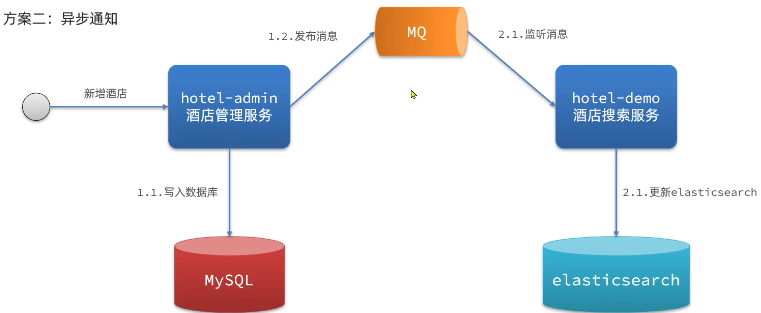 方案二：异步通知
MQ
1.2.发布消息
2.1.监听消息
新增酒店
hotel-admin
酒店管理服务
hotel-demo
酒店搜索服务
1.1.写入数据库
2.1.更新elasticsearch
MySQL
elasticsearch